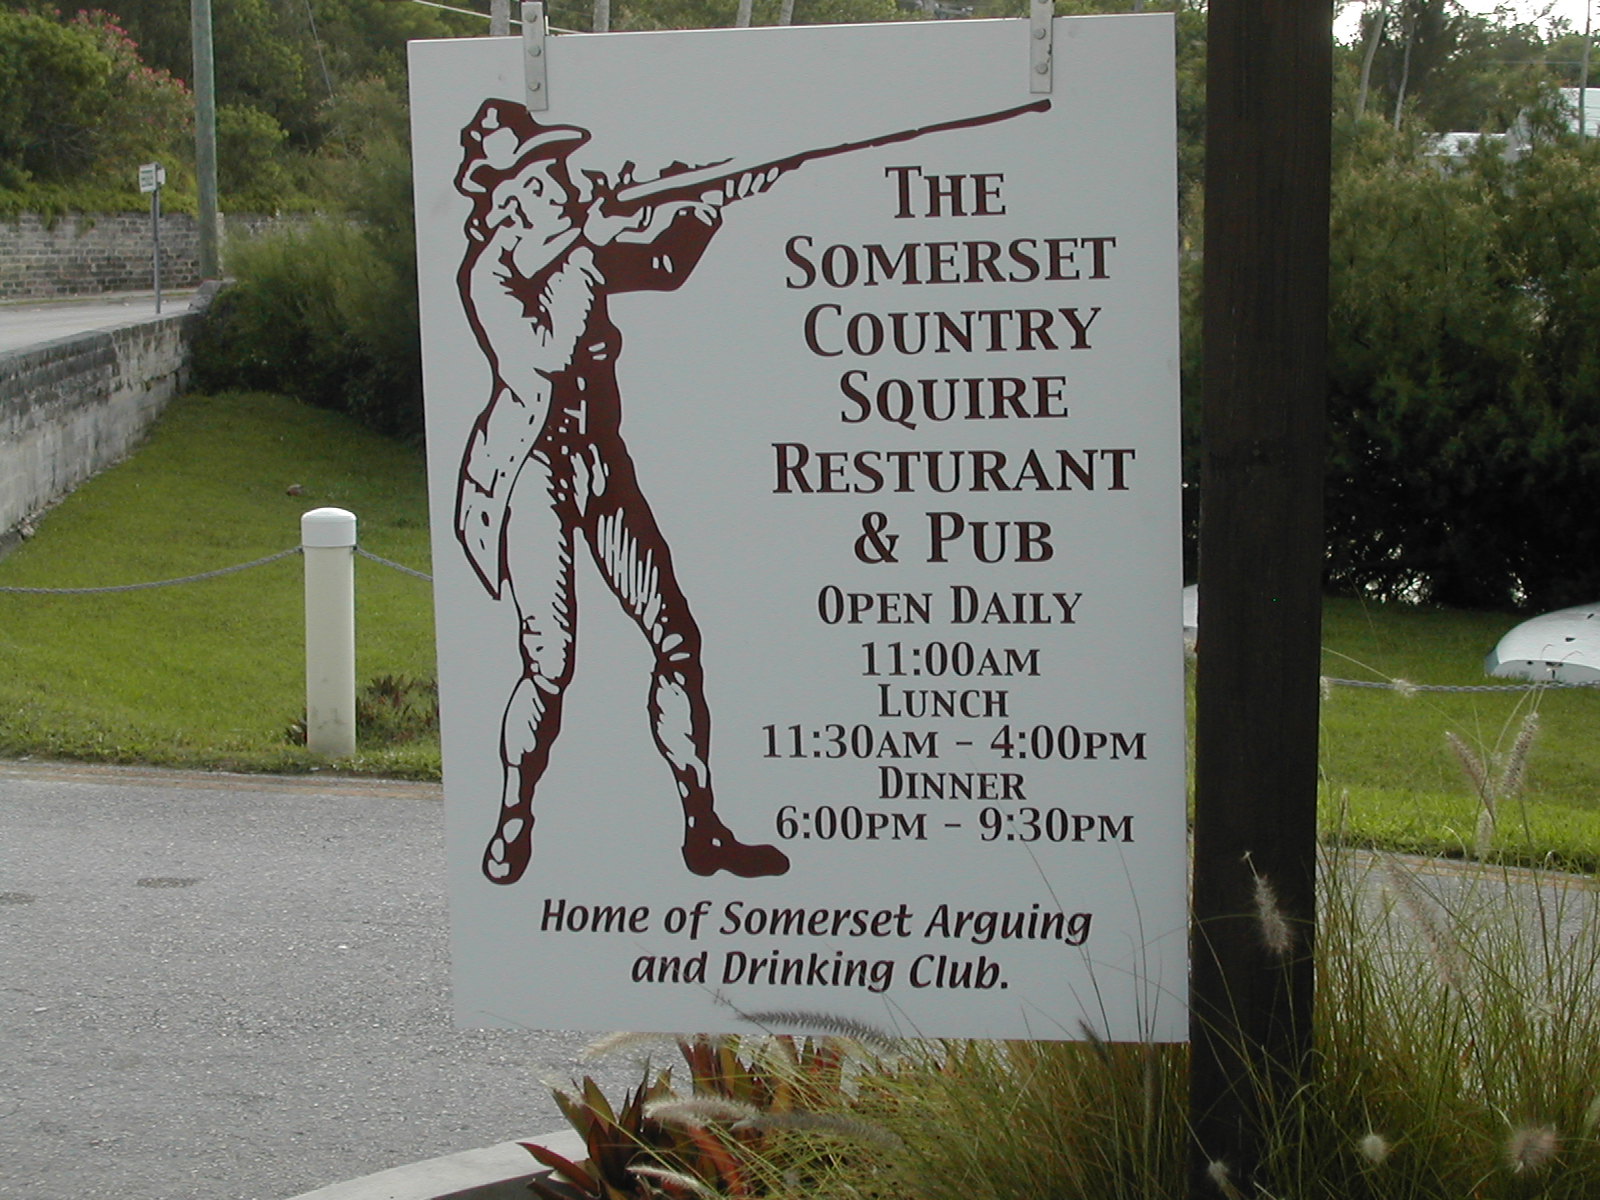 THE
SOMERSET
COUNTRY
SQUIRE
RESTURANT
& PUB
OPEN DAILY
11:00AM
LUNCH
11:30AM – 4:00PM
DINNER
6:00PM – 9:30PM
Home of Somerset Arguing
and Drinking Club.